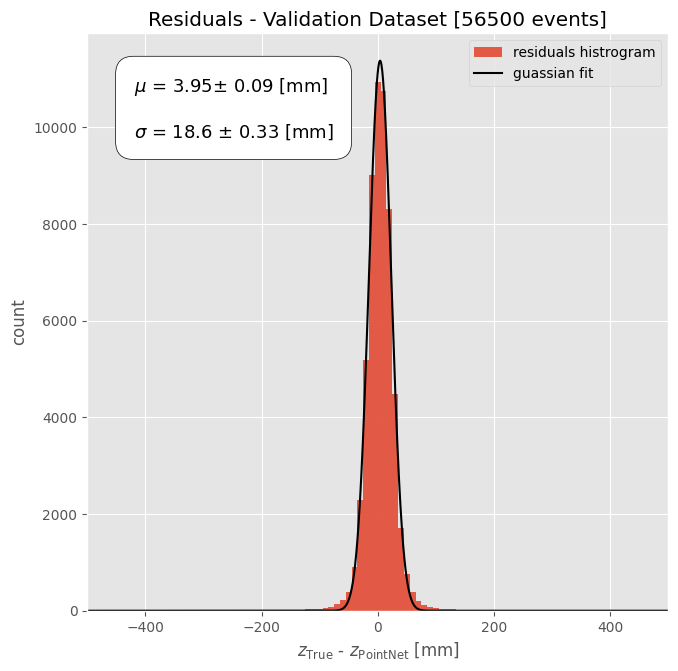 Residuals - Validation Dataset [56500 events]
residuals histrogram
guassian fit
μ = 3.95± 0.09 [mm]
σ = 18.6 ± 0.33 [mm]
10000
8000
6000
4000
2000
0
count
−400 −200 0 200 400
zTrue - zPointNet [mm]